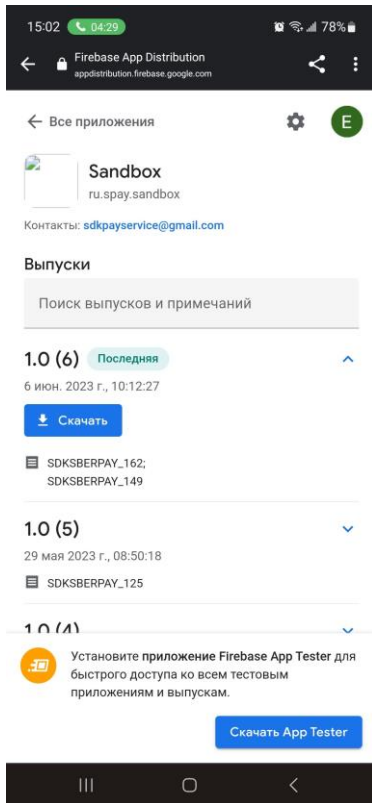 15:02 04:29 78%
Firebase App Distribution
appdistribution.firebase.google.com
Все приложения E
Sandbox
ru.spay.sandbox
Контакты: sdkpayservice@gmail.com
Выпуски
Поиск выпусков и примечаний
1.0 (6) Последняя
6 июн. 2023 г., 10:12:27
Скачать
SDKSBERPAY_162;
SDKSBERPAY_149
1.0 (5)
29 мая 2023 г., 08:50:18
SDKSBERPAY_125
1.0 (4)
Установите приложение Firebase App Tester для
быстрого доступа ко всем тестовым
приложениям и выпускам.
Скачать App Tester